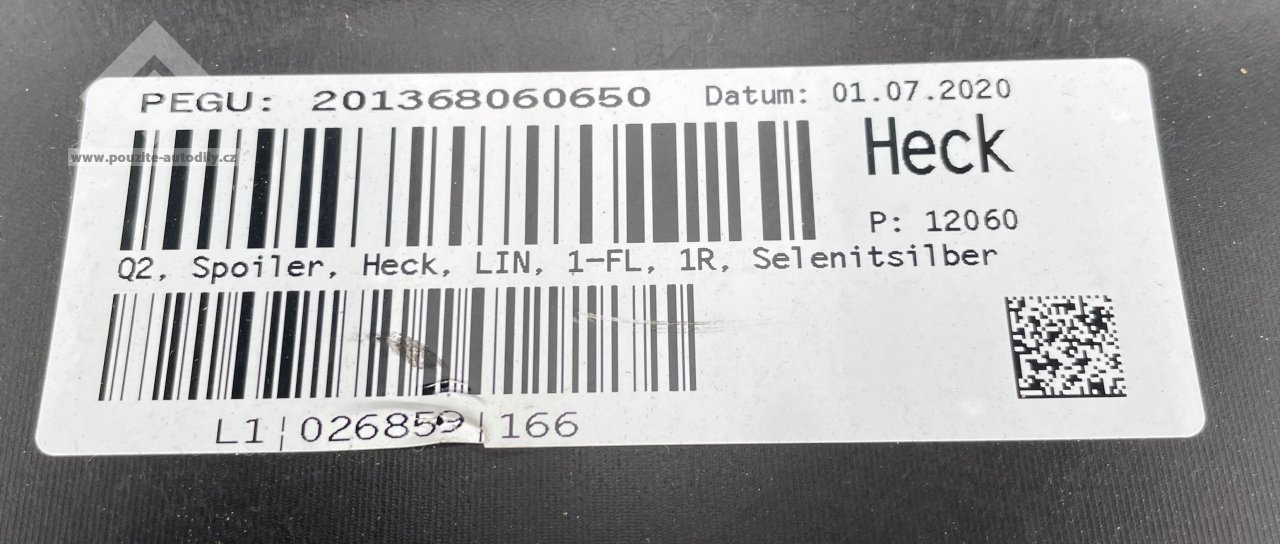 PEGU: 201368060650 Datum: 01.07.2020
Heck
www.pouzite-autodily.cz
P: 12060
Q2, Spoiler, Heck, LIN, 1-FL, 1R, Selenitsilber
L1|026859|166